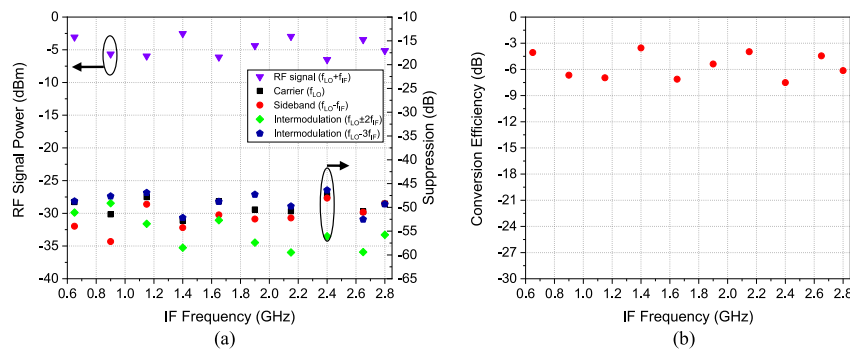 (a)
RF Signal Power (dBm)
0
-5
-10
-15
-20
-25
-30
-35
-40
0.6 0.8 1.0 1.2 1.4 1.6 1.8 2.0 2.2 2.4 2.6 2.8
IF Frequency (GHz)
-10
-15
-20
-25
-30
-35
-40
-45
-50
-55
-60
-65
Suppression (dB)
RF signal (fLO+fIF)
Carrier (fLO)
Sideband (fLO-fIF)
Intermodulation (fLO±2fIF)
Intermodulation (fLO-3fIF)
(a)
Conversion Efficiency (dB)
0
-3
-6
-9
-12
-15
-18
-21
-24
-27
-30
0.6 0.8 1.0 1.2 1.4 1.6 1.8 2.0 2.2 2.4 2.6 2.8
IF Frequency (GHz)
(b)